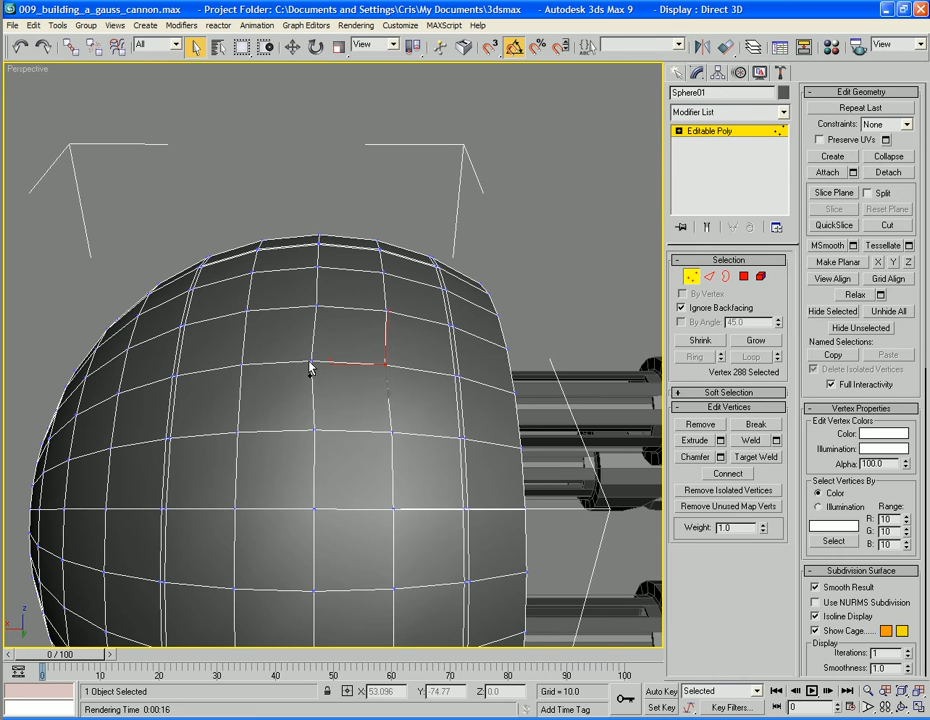 009_building_a_gauss_cannon.max - Project Folder: C:\Documents and Settings\Cris\My Documents\3dsmax - Autodesk 3ds Max 9 - Display : Direct 3D
File Edit Tools Group Views Create Modifiers reactor Animation Graph Editors Rendering Customize MAXScript Help
All View View
Perspective
Sphere01
Modifier List
Editable Poly
Selection
By Vertex
Ignore Backfacing
By Angle: 45.0
Shrink Grow
Ring Loop
Vertex 288 Selected
Soft Selection
Edit Vertices
Remove Break
Extrude Weld
Chamfer Target Weld
Connect
Remove Isolated Vertices
Remove Unused Map Verts
Weight: 1.0
Edit Geometry
Repeat Last
Constraints: None
Preserve UVs
Create Collapse
Attach Detach
Slice Plane Split
Slice Reset Plane
QuickSlice Cut
MSmooth Tessellate
Make Planar X Y Z
View Align Grid Align
Relax
Hide Selected Unhide All
Hide Unselected
Named Selections:
Copy Paste
Delete Isolated Vertices
Full Interactivity
Vertex Properties
Edit Vertex Colors
Color:
Illumination:
Alpha: 100.0
Select Vertices By
Color
Illumination Range:
R: 10
G: 10
B: 10
Select
Subdivision Surface
Smooth Result
Use NURMS Subdivision
Isoline Display
Show Cage......
Display
Iterations: 1
Smoothness: 1.0
z
x
y
0 / 100
0 10 20 30 40 50 60 70 80 90 100
1 Object Selected X: 53.096 Y: -74.77 Z: 0.0 Grid = 10.0 Auto Key Selected
Rendering Time 0:00:16 Add Time Tag Set Key Key Filters... 0